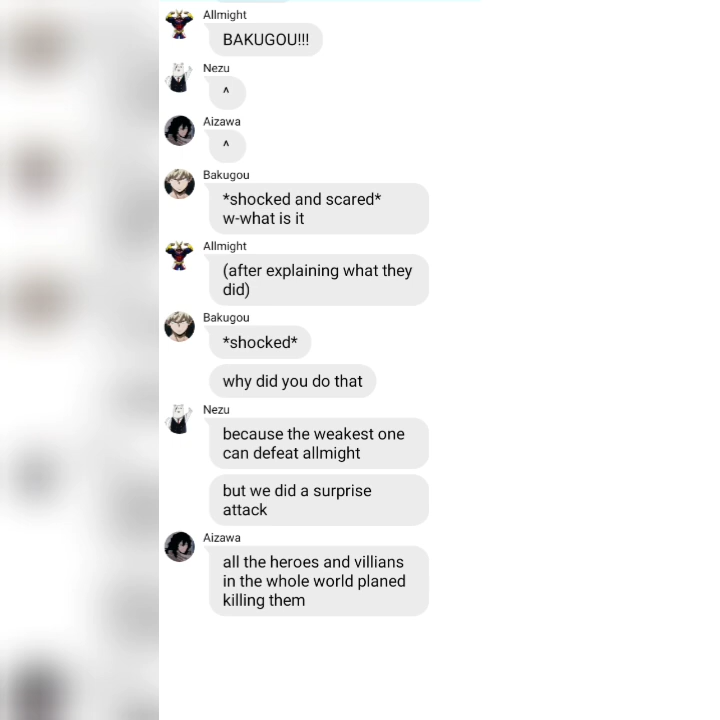 Allmight
BAKUGOU!!!
Nezu
^
Aizawa
^
Bakugou
*shocked and scared*
w-what is it
Allmight
(after explaining what they
did)
Bakugou
*shocked*
why did you do that
Nezu
because the weakest one
can defeat allmight
but we did a surprise
attack
Aizawa
all the heroes and villians
in the whole world planed
killing them